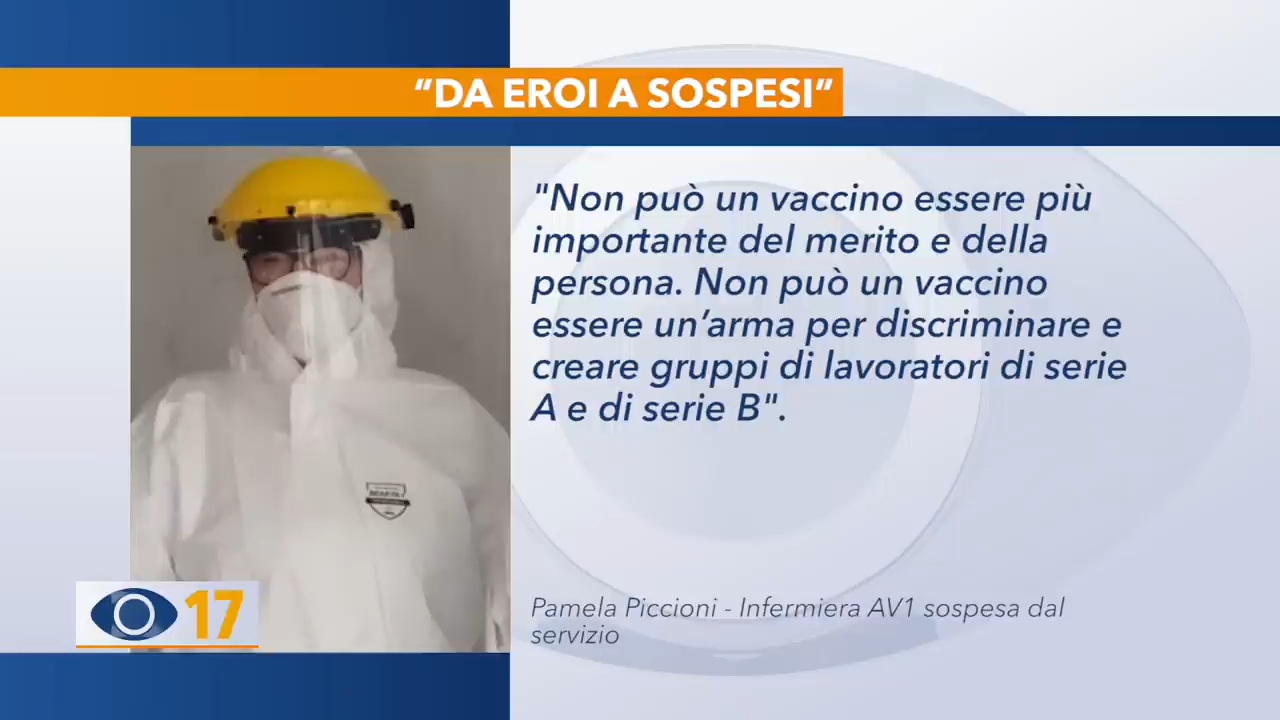 “DA EROI A SOSPESI”
"Non può un vaccino essere più
importante del merito e della
persona. Non può un vaccino
essere un’arma per discriminare e
creare gruppi di lavoratori di serie
A e di serie B".
Pamela Piccioni - Infermiera AV1 sospesa dal
servizio
17